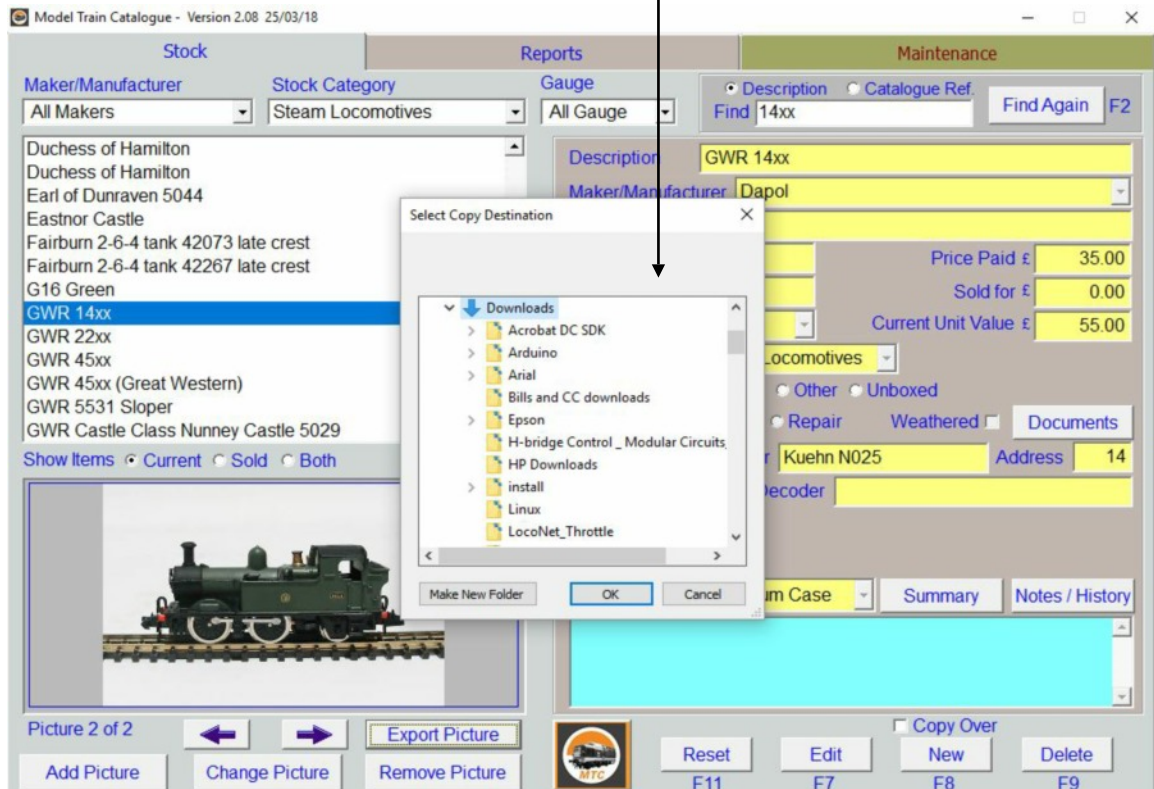 Model Train Catalogue - Version 2.08 25/03/18
Stock
Reports
Maintenance
Maker/Manufacturer
Stock Category
Gauge
All Makers
Steam Locomotives
All Gauge
Description
Catalogue Ref.
Find 14xx
Find Again F2
Duchess of Hamilton
Duchess of Hamilton
Earl of Dunraven 5044
Eastnor Castle
Fairburn 2-6-4 tank 42073 late crest
Fairburn 2-6-4 tank 42267 late crest
G16 Green
GWR 14xx
GWR 22xx
GWR 45xx
GWR 45xx (Great Western)
GWR 5531 Sloper
GWR Castle Class Nunney Castle 5029
Show Items Current Sold Both
Select Copy Destination
Downloads
Acrobat DC SDK
Arduino
Arial
Bills and CC downloads
Epson
H-bridge Control _ Modular Circuits_
HP Downloads
install
Linux
LocoNet_Throttle
Make New Folder
OK
Cancel
Description GWR 14xx
Maker/Manufacturer Dapol
Price Paid £ 35.00
Sold for £ 0.00
Current Unit Value £ 55.00
Locomotives
Other Unboxed
Repair Weathered Documents
Kuehn N025 Address 14
Decoder
um Case Summary Notes / History
Picture 2 of 2
Export Picture
Add Picture
Change Picture
Remove Picture
MTC
Copy Over
Reset
Edit
New
Delete
F11
F7
F8
F9